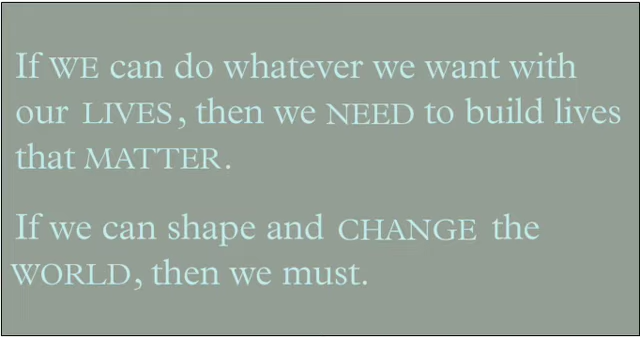 If WE can do whatever we want with
our LIVES, then we NEED to build lives
that MATTER.
If we can shape and CHANGE the
WORLD, then we must.